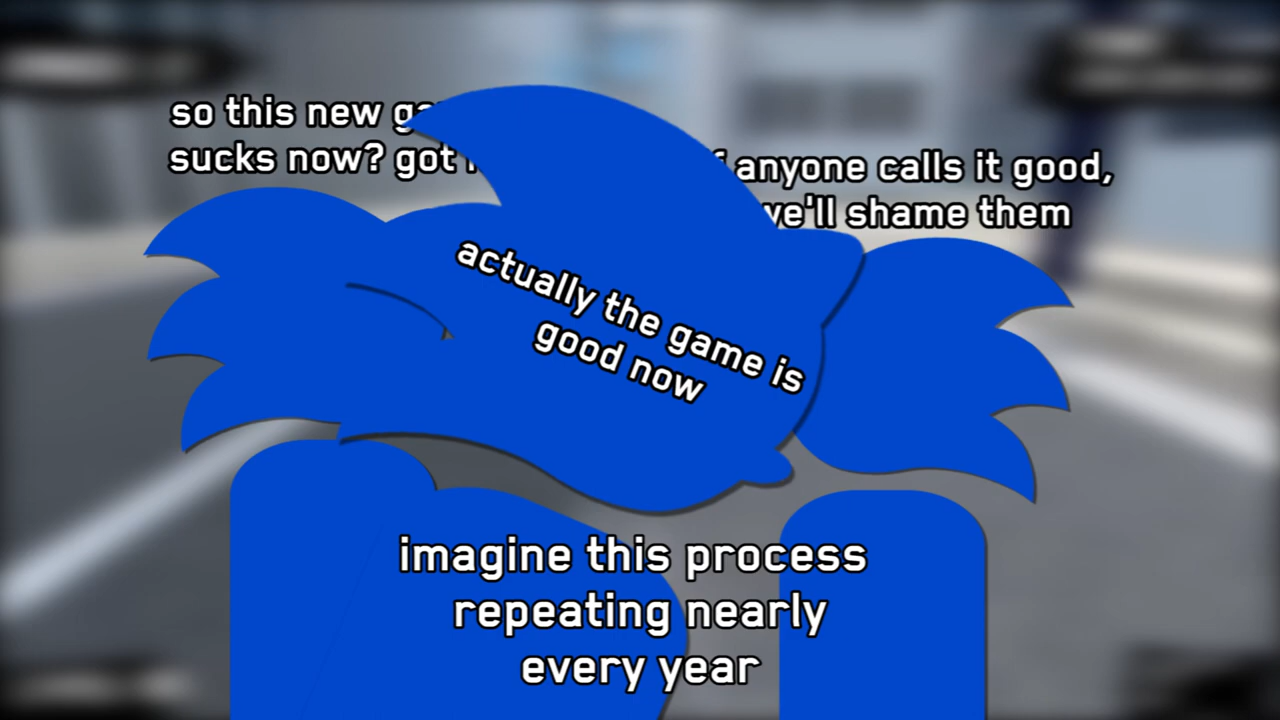 so this new
sucks now? got
anyone calls it good,
we'll shame them
actually the game is
good now
imagine this process
repeating nearly
every year